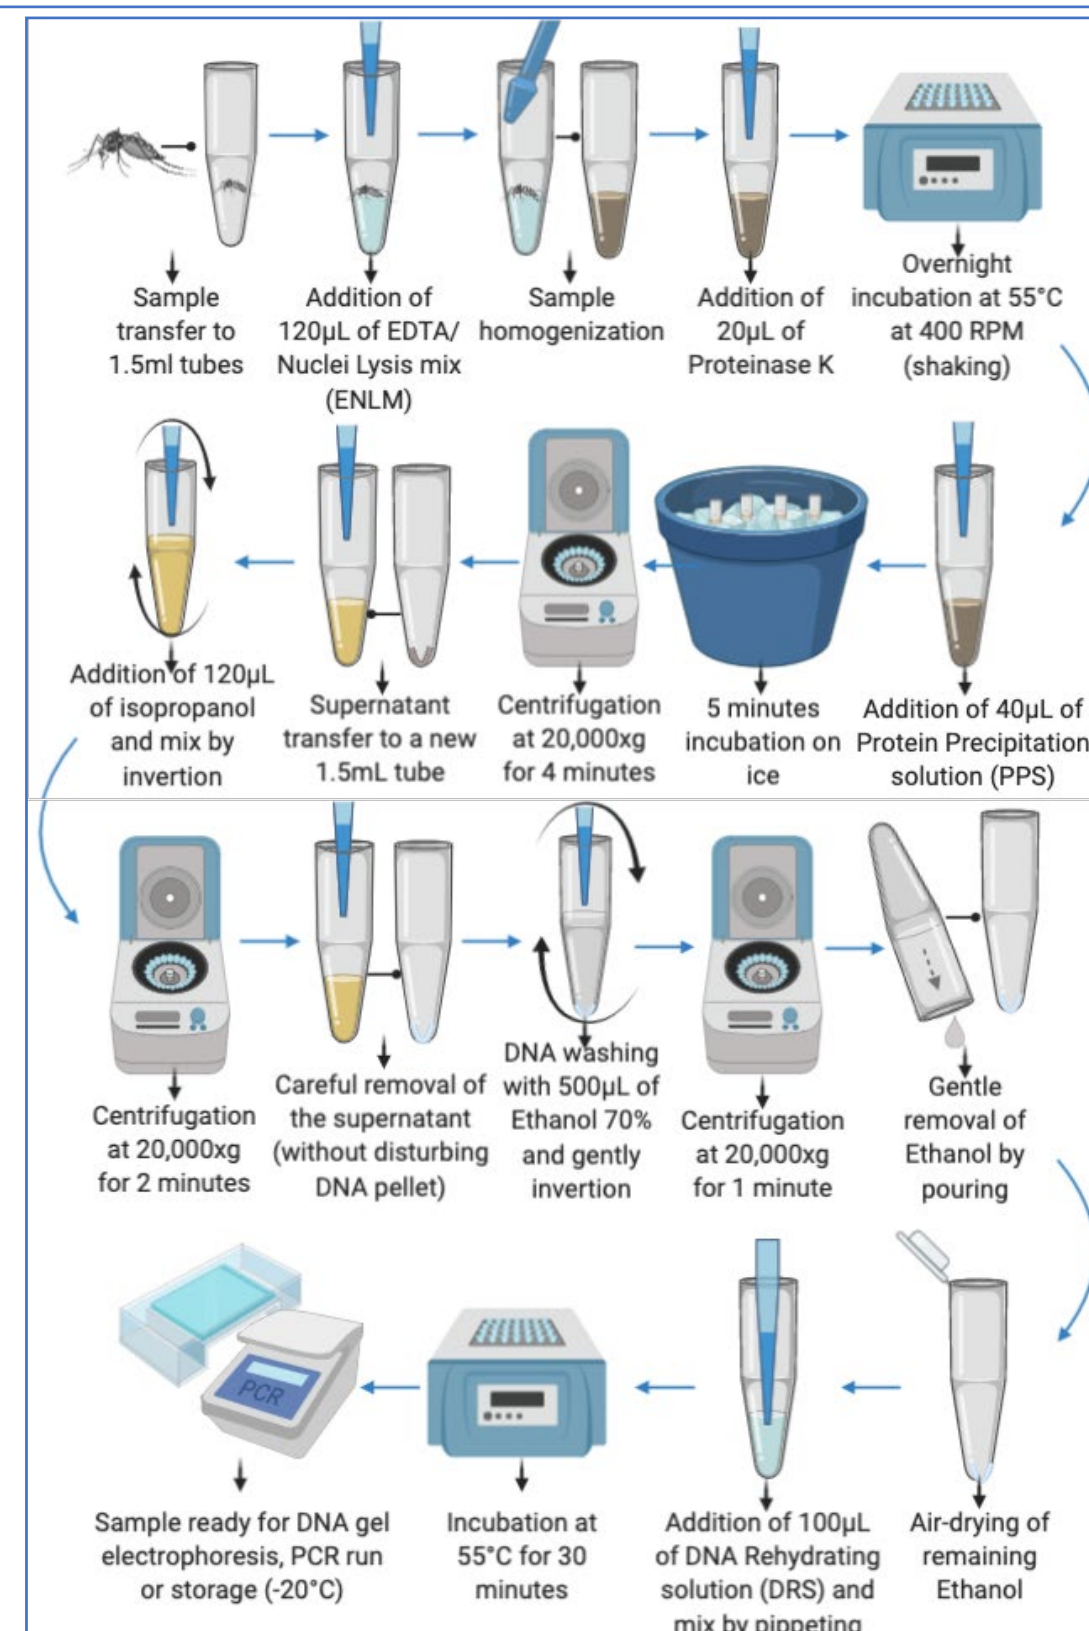 Sample
transfer to
1.5ml tubes
Addition of
120µL of EDTA/
Nuclei Lysis mix
(ENLM)
Sample
homogenization
Addition of
20µL of
Proteinase K
Overnight
incubation at 55°C
at 400 RPM
(shaking)
Addition of 40µL of
Protein Precipitation
solution (PPS)
5 minutes
incubation on
ice
Centrifugation
at 20,000xg
for 4 minutes
Supernatant
transfer to a new
1.5mL tube
Addition of 120µL
of isopropanol
and mix by
invertion
Centrifugation
at 20,000xg
for 2 minutes
Careful removal of
the supernatant
(without disturbing
DNA pellet)
DNA washing
with 500µL of
Ethanol 70%
and gently
invertion
Centrifugation
at 20,000xg
for 1 minute
Gentle
removal of
Ethanol by
pouring
Air-drying of
remaining
Ethanol
Addition of 100µL
of DNA Rehydrating
solution (DRS) and
mix by pippeting
Incubation at
55°C for 30
minutes
PCR
Sample ready for DNA gel
electrophoresis, PCR run
or storage (-20°C)